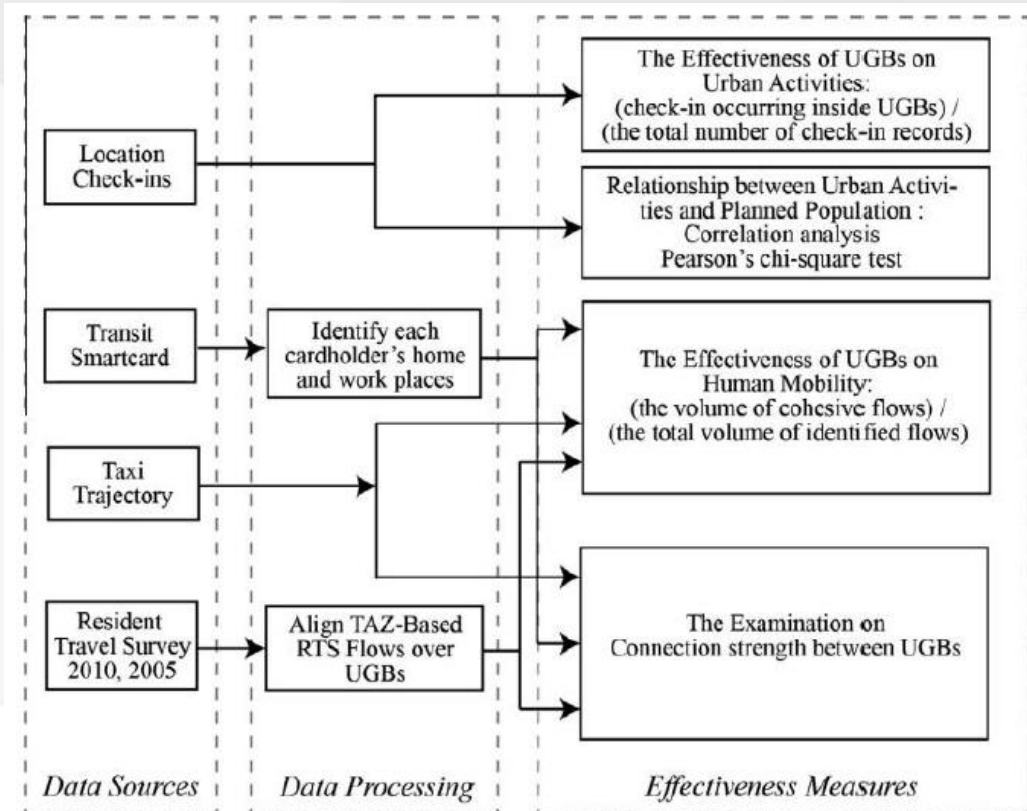 Location
Check-ins
Transit
Smartcard
Taxi
Trajectory
Resident
Travel Survey
2010, 2005
Data Sources
Identify each
cardholder's home
and work places
Align TAZ-Based
RTS Flows over
UGBs
Data Processing
The Effectiveness of UGBs on
Urban Activities:
(check-in occurring inside UGBs) /
(the total number of check-in records)
Relationship between Urban Activi-
ties and Planned Population :
Correlation analysis
Pearson's chi-square test
The Effectiveness of UGBs on
Human Mobility:
(the volume of cohesive flows) /
(the total volume of identified flows)
The Examination on
Connection strength between UGBs
Effectiveness Measures